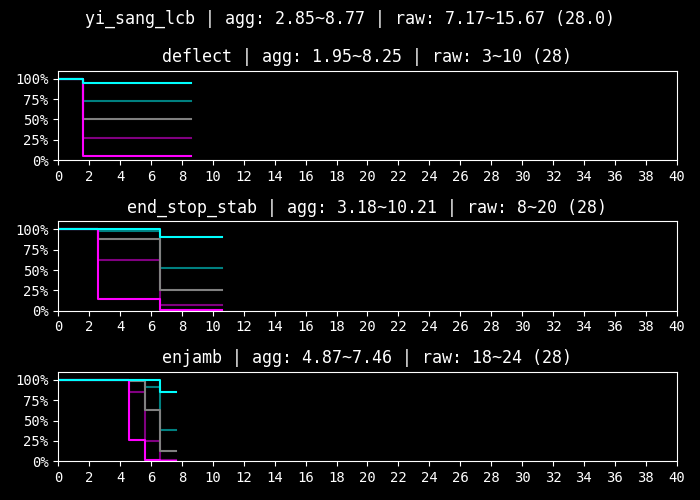 yi_sang_lcb | agg: 2.85~8.77 | raw: 7.17~15.67 (28.0)
deflect | agg: 1.95~8.25 | raw: 3~10 (28)
100%
75%
50%
25%
0%
0 2 4 6 8 10 12 14 16 18 20 22 24 26 28 30 32 34 36 38 40
end_stop_stab | agg: 3.18~10.21 | raw: 8~20 (28)
100%
75%
50%
25%
0%
0 2 4 6 8 10 12 14 16 18 20 22 24 26 28 30 32 34 36 38 40
enjamb | agg: 4.87~7.46 | raw: 18~24 (28)
100%
75%
50%
25%
0%
0 2 4 6 8 10 12 14 16 18 20 22 24 26 28 30 32 34 36 38 40